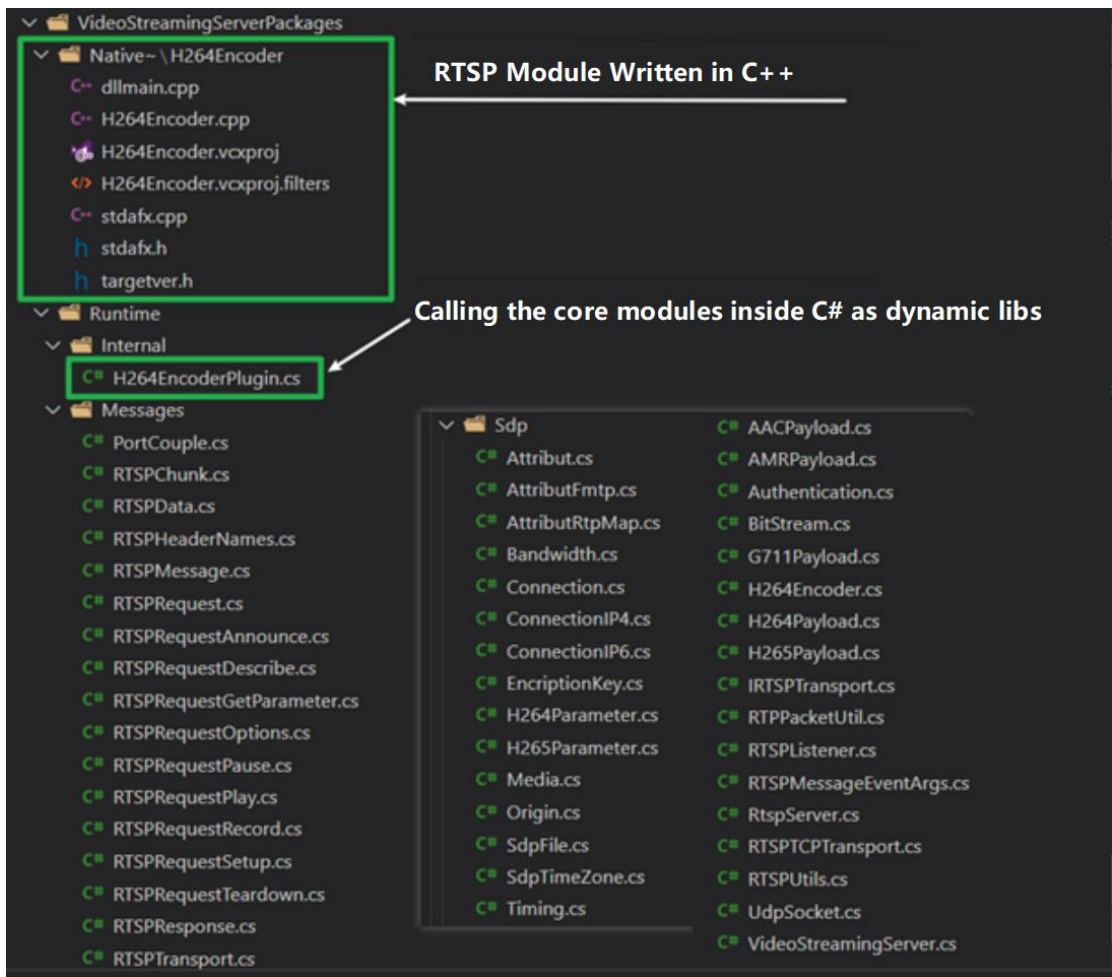 VideoStreamingServerPackages
Native~\H264Encoder
RTSP Module Written in C++
C++ dllmain.cpp
C++ H264Encoder.cpp
H264Encoder.vcxproj
</> H264Encoder.vcxproj.filters
C++ stdafx.cpp
h stdafx.h
h targetver.h
Runtime
Calling the core modules inside C# as dynamic libs
Internal
C# H264EncoderPlugin.cs
Messages
C# PortCouple.cs
C# RTSPChunk.cs
C# RTSPData.cs
C# RTSPHeaderNames.cs
C# RTSPMessage.cs
C# RTSPRequest.cs
C# RTSPRequestAnnounce.cs
C# RTSPRequestDescribe.cs
C# RTSPRequestGetParameter.cs
C# RTSPRequestOptions.cs
C# RTSPRequestPause.cs
C# RTSPRequestPlay.cs
C# RTSPRequestRecord.cs
C# RTSPRequestSetup.cs
C# RTSPRequestTeardown.cs
C# RTSPResponse.cs
C# RTSPTransport.cs
Sdp
C# Attribut.cs
C# AttributFmtp.cs
C# AttributRtpMap.cs
C# Bandwidth.cs
C# Connection.cs
C# ConnectionIP4.cs
C# ConnectionIP6.cs
C# EncriptionKey.cs
C# H264Parameter.cs
C# H265Parameter.cs
C# Media.cs
C# Origin.cs
C# SdpFile.cs
C# SdpTimeZone.cs
C# Timing.cs
C# AACPayload.cs
C# AMRPayload.cs
C# Authentication.cs
C# BitStream.cs
C# G711Payload.cs
C# H264Encoder.cs
C# H264Payload.cs
C# H265Payload.cs
C# IRTSPTransport.cs
C# RTPPacketUtil.cs
C# RTSPListener.cs
C# RTSPMessageEventArgs.cs
C# RtspServer.cs
C# RTSPTCPTransport.cs
C# RTSPUtils.cs
C# UdpSocket.cs
C# VideoStreamingServer.cs